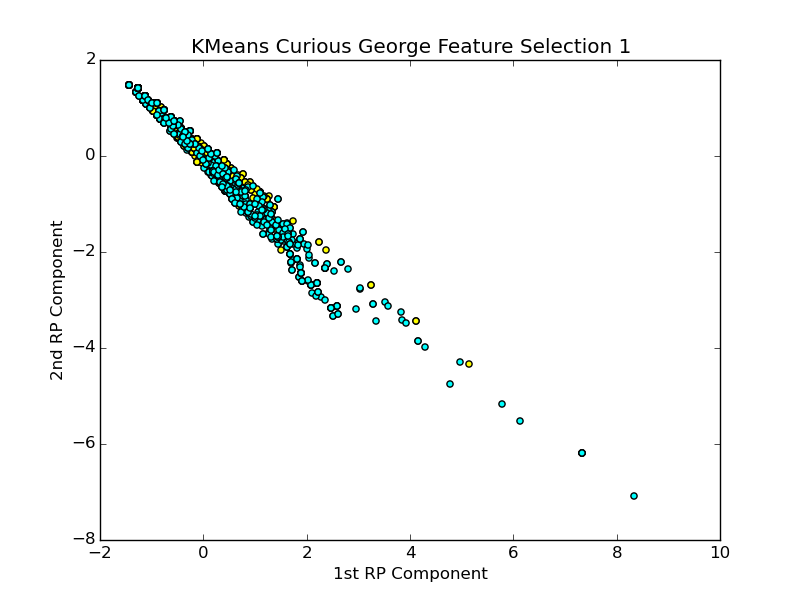 KMeans Curious George Feature Selection 1
2
0
−2
−4
−6
−8
2nd RP Component
−2 0 2 4 6 8 10
1st RP Component